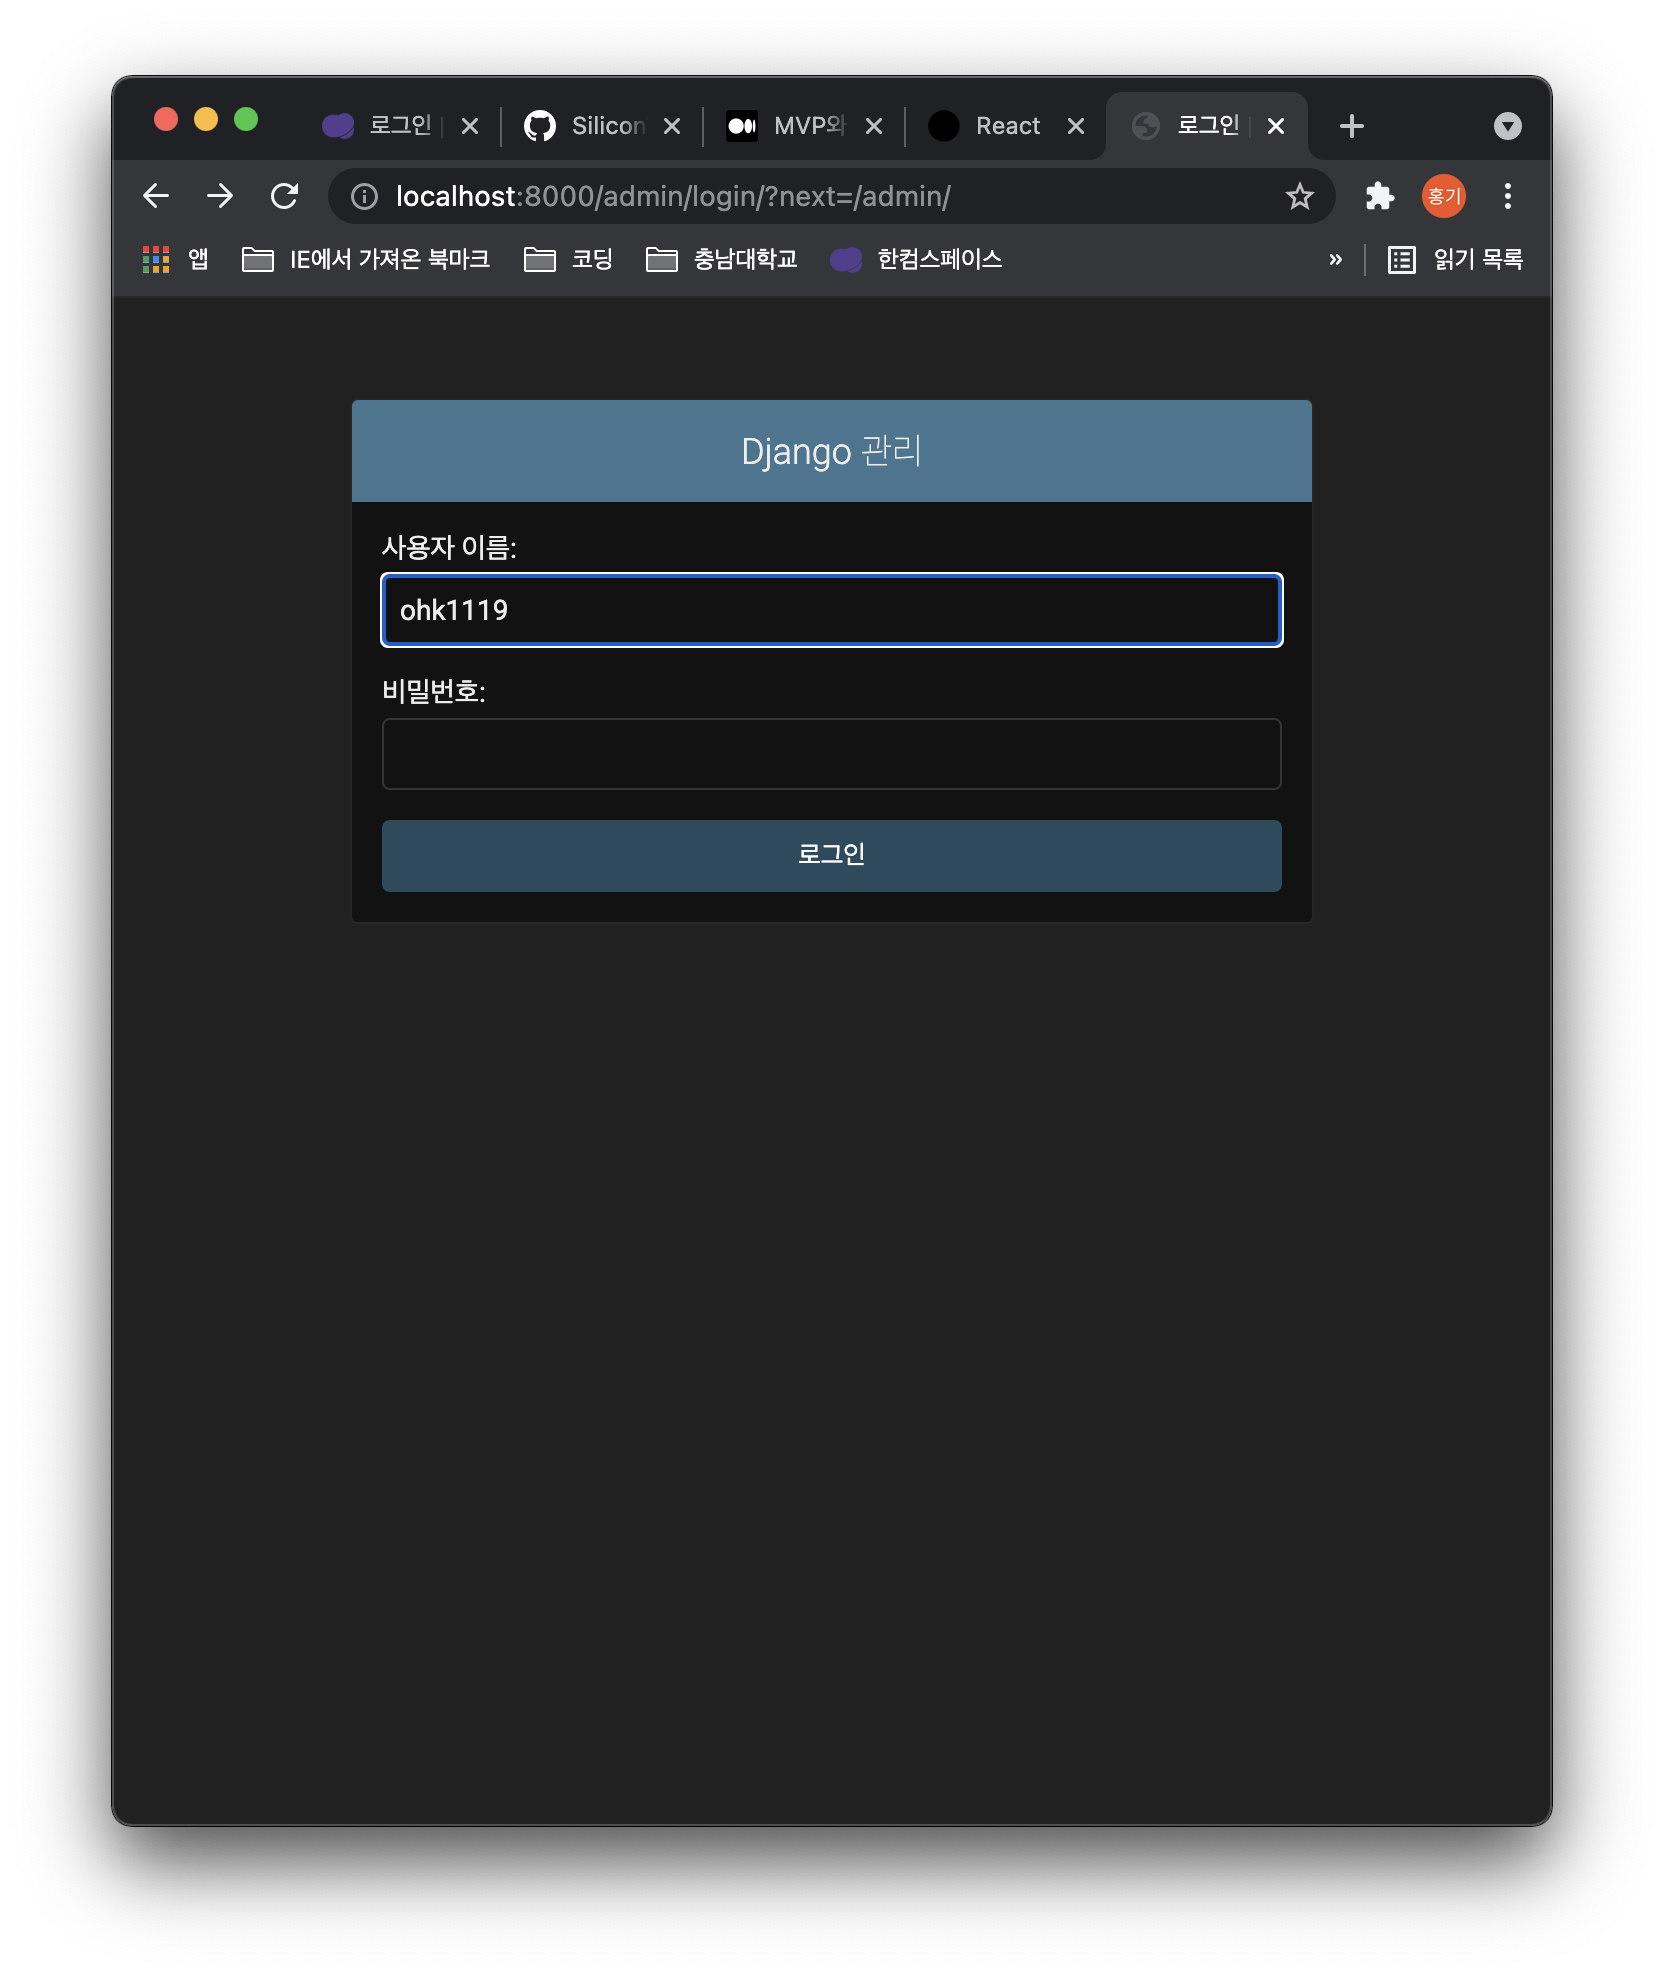 로그인
Silicon
MVP와
React
로그인
localhost:8000/admin/login/?next=/admin/
홍기
앱
IE에서 가져온 북마크
코딩
충남대학교
한컴스페이스
»
읽기 목록
Django 관리
사용자 이름:
ohk1119
비밀번호:
로그인